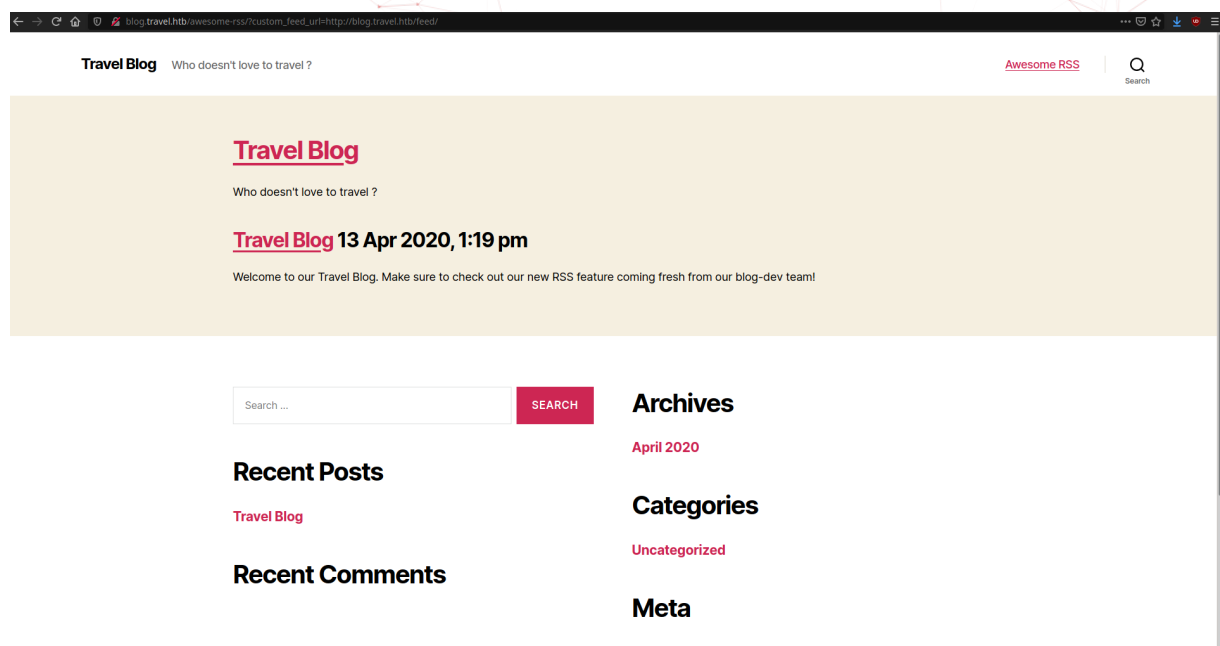 blog.travel.htb/awesome-rss/?custom_feed_url=http://blog.travel.htb/feed/
Travel Blog Who doesn't love to travel ?
Awesome RSS
Search
Travel Blog
Who doesn't love to travel ?
Travel Blog 13 Apr 2020, 1:19 pm
Welcome to our Travel Blog. Make sure to check out our new RSS feature coming fresh from our blog-dev team!
Search ...
SEARCH
Recent Posts
Travel Blog
Recent Comments
Archives
April 2020
Categories
Uncategorized
Meta